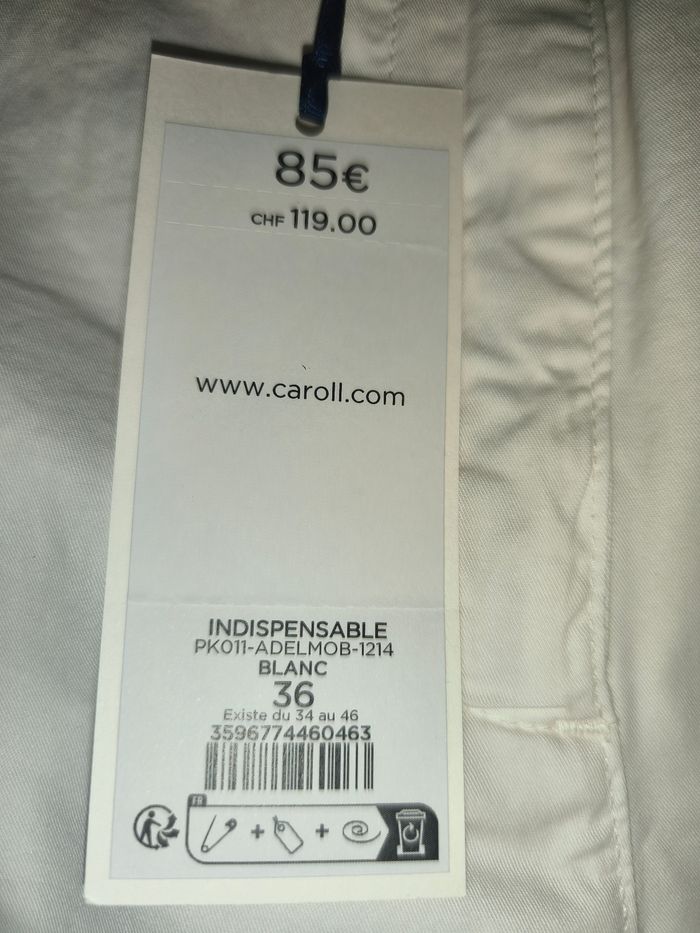 85€
CHF 119.00
www.caroll.com
INDISPENSABLE
PK011-ADELMOB-1214
BLANC
36
Existe du 34 au 46
3596774460463
FR
+ +